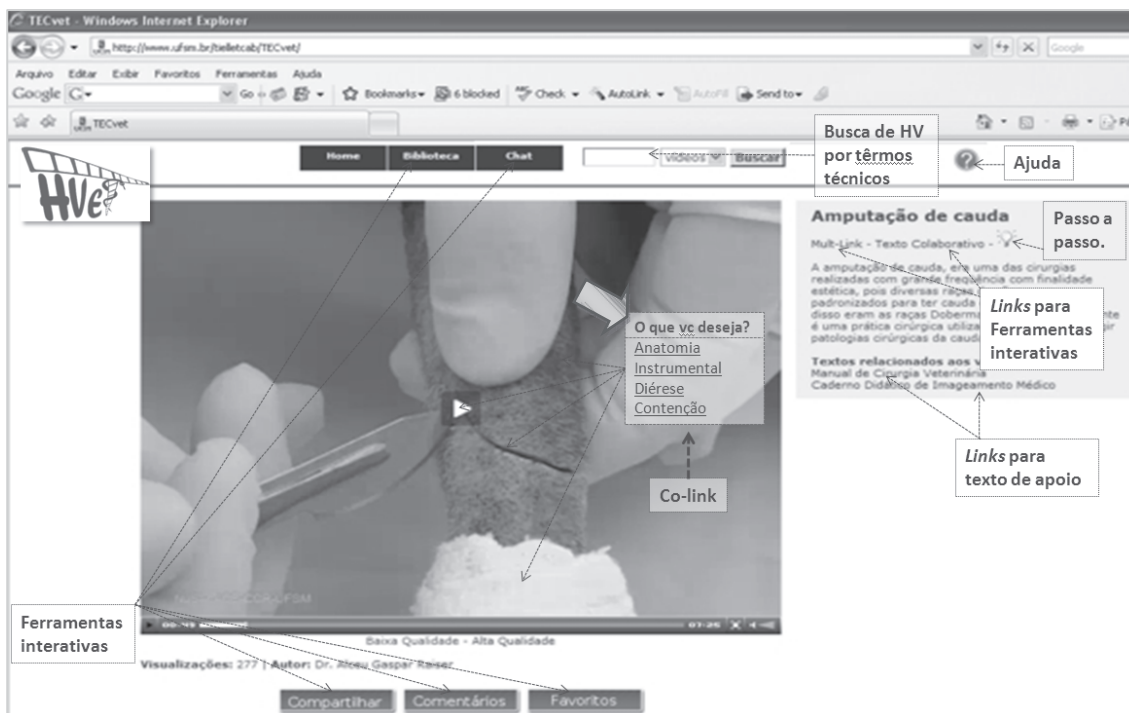 TECvet - Windows Internet Explorer
http://www.ufsm.br/tielletcab/TECvet/
Google
Arquivo Editar Exibir Favoritos Ferramentas Ajuda
Google G Go Bookmarks 6 blocked Check AutoLink AutoFill Send to
TECvet
Home Biblioteca Chat vídeos Buscar
Busca de HV
por têrmos
técnicos
Ajuda
HVet
Amputação de cauda
Passo a
passo.
Mult-Link - Texto Colaborativo -
A amputação de cauda, era uma das cirurgias
realizadas com grande frequência com finalidade
estética, pois diversas raças
padronizados para ter cauda
disso eram as raças Doberma
é uma prática cirúrgica utiliza
patologias cirúrgicas da cauda
Links para
Ferramentas
interativas
Textos relacionados aos v
Manual de Cirurgia Veterinária
Caderno Didático de Imageamento Médico
Links para
texto de apoio
O que vc deseja?
Anatomia
Instrumental
Diérese
Contenção
Co-link
Ferramentas
interativas
07:26
Baixa Qualidade - Alta Qualidade
Visualizações: 277 | Autor: Dr. Alceu Gaspar Raiser
Compartilhar Comentários Favoritos